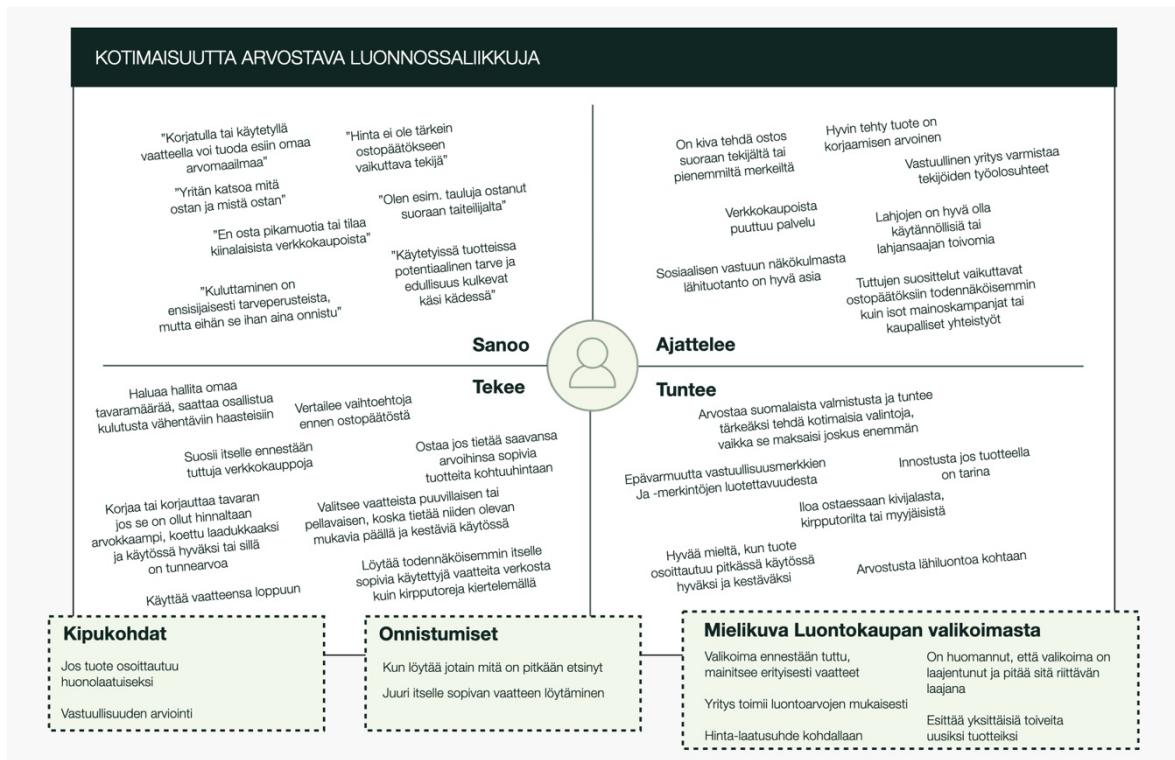 KOTIMAISUUTTA ARVOSTAVA LUONNOSSALIIKKUJA
"Korjatulla tai käytetyllä
vaatteella voi tuoda esiin omaa
arvomaailmaa"
"Hinta ei ole tärkein
ostopäätökseen
vaikuttava tekijä"
"Yritän katsoa mitä
ostan ja mistä ostan"
"Olen esim. tauluja ostanut
suoraan taiteilijalta"
"En osta pikamuotia tai tilaa
kiinalaisista verkkokaupoista"
"Käytetyissä tuotteissa
potentiaalinen tarve ja
edullisuus kulkevat
käsi kädessä"
"Kuluttaminen on
ensisijaisesti tarveperusteista,
mutta eihän se ihan aina onnistu"
Sanoo
On kiva tehdä ostos
suoraan tekijältä tai
pienemmiltä merkeiltä
Hyvin tehty tuote on
korjaamisen arvoinen
Vastuullinen yritys varmistaa
tekijöiden työolosuhteet
Verkkokaupoista
puuttuu palvelu
Lahjojen on hyvä olla
käytännöllisiä tai
lahjansaajan toivomia
Sosiaalisen vastuun näkökulmasta
lähituotanto on hyvä asia
Tuttujen suosittelut vaikuttavat
ostopäätöksiin todennäköisemmin
kuin isot mainoskampanjat tai
kaupalliset yhteistyöt
Ajattelee
Tekee
Haluaa hallita omaa
tavaramäärää, saattaa osallistua
kulutusta vähentäviin haasteisiin
Vertailee vaihtoehtoja
ennen ostopäätöstä
Suosii itselle ennestään
tuttuja verkkokauppoja
Ostaa jos tietää saavansa
arvoihinsa sopivia
tuotteita kohtuuhintaan
Korjaa tai korjauttaa tavaran
jos se on ollut hinnaltaan
arvokkaampi, koettu laadukkaaksi
ja käytössä hyväksi tai sillä
on tunnearvoa
Valitsee vaatteista puuvillaisen tai
pellavaisen, koska tietää niiden olevan
mukavia päällä ja kestäviä käytössä
Löytää todennäköisemmin itselle
sopivia käytettyjä vaatteita verkosta
kuin kirpputoreja kiertelemällä
Käyttää vaatteensa loppuun
Tuntee
Arvostaa suomalaista valmistusta ja tuntee
tärkeäksi tehdä kotimaisia valintoja,
vaikka se maksaisi joskus enemmän
Epävarmuutta vastuullisuusmerkkien
Ja -merkintöjen luotettavuudesta
Innostusta jos tuotteella
on tarina
Iloa ostaessaan kivijalasta,
kirpputorilta tai myyjäisistä
Hyvää mieltä, kun tuote
osoittautuu pitkässä käytössä
hyväksi ja kestäväksi
Arvostusta lähiluontoa kohtaan
Kipukohdat
Jos tuote osoittautuu
huonolaatuiseksi
Vastuullisuuden arviointi
Onnistumiset
Kun löytää jotain mitä on pitkään etsinyt
Juuri itselle sopivan vaatteen löytäminen
Mielikuva Luontokaupan valikoimasta
Valikoima ennestään tuttu,
mainitsee erityisesti vaatteet
Yritys toimii luontoarvojen mukaisesti
Hinta-laatusuhde kohdallaan
On huomannut, että valikoima on
laajentunut ja pitää sitä riittävän
laajana
Esittää yksittäisiä toiveita
uusiksi tuotteiksi